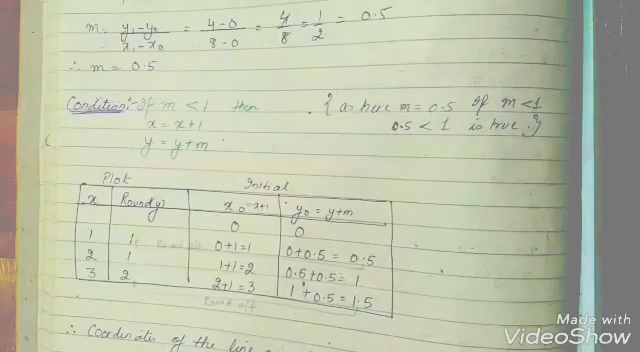 m = y₁-y₀ / x₁-x₀ = 4-0 / 8-0 = 4/8 = 1/2 = 0.5
∴ m = 0.5
Condition:- If m < 1 then { as here m = 0.5 If m < 1
x = x+1 0.5 < 1 is true. }
y = y+m
Plot Initial
x Round(y) x₀=x+1 y₀ = y+m
0 0
1 1 0+1=1 0+0.5 = 0.5
2 1 1+1=2 0.5+0.5 = 1
3 2 2+1=3 1+0.5 = 1.5
∴ Coordinates of the line
Made with
VideoShow